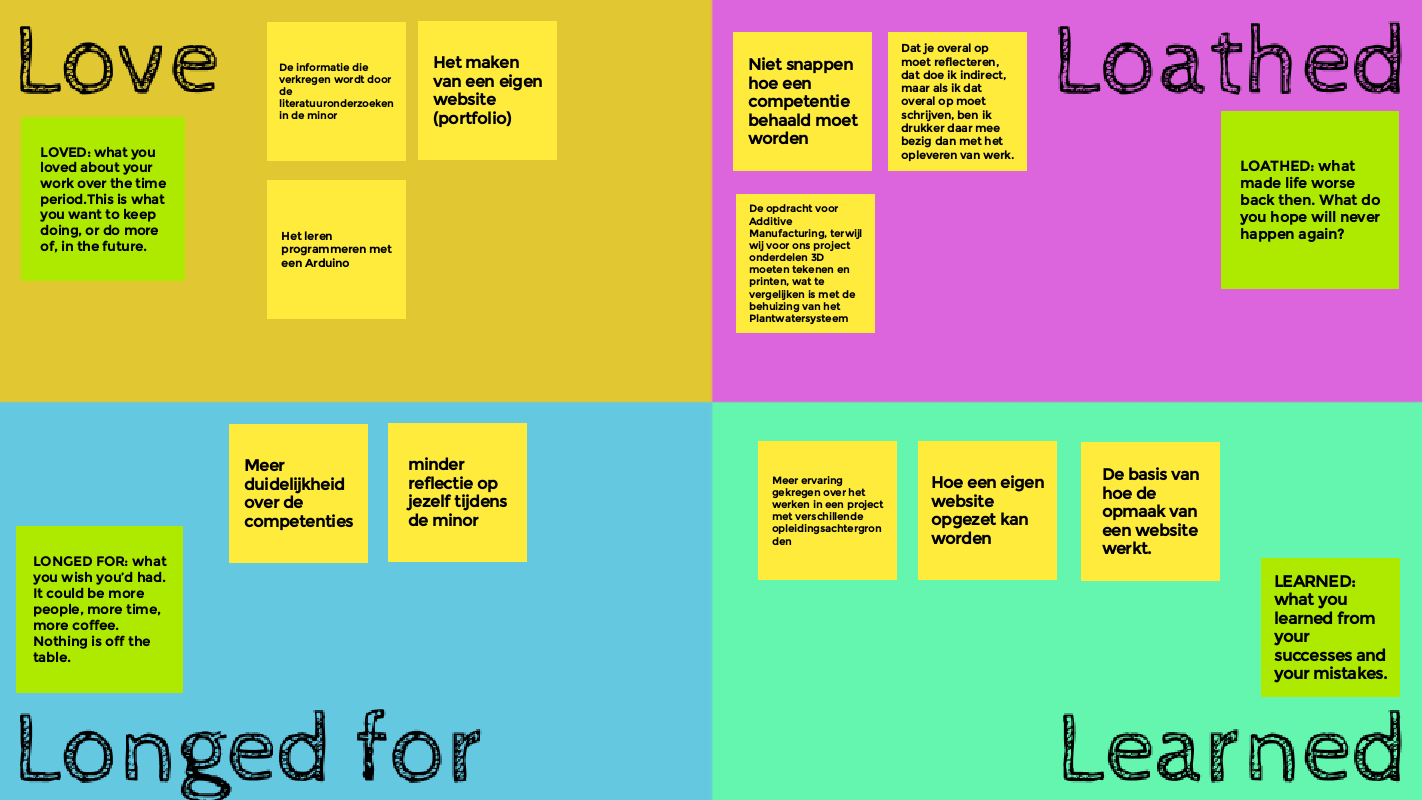 Love
LOVED: what you
loved about your
work over the time
period.This is what
you want to keep
doing, or do more
of, in the future.
De informatie die
verkregen wordt door
de
literatuuronderzoeken
in de minor
Het maken
van een eigen
website
(portfolio)
Het leren
programmeren met
een Arduino
Loathed
Niet snappen
hoe een
competentie
behaald moet
worden
Dat je overal op
moet reflecteren,
dat doe ik indirect,
maar als ik dat
overal op moet
schrijven, ben ik
drukker daar mee
bezig dan met het
opleveren van werk.
De opdracht voor
Additive
Manufacturing, terwijl
wij voor ons project
onderdelen 3D
moeten tekenen en
printen, wat te
vergelijken is met de
behuizing van het
Plantwatersysteem
LOATHED: what
made life worse
back then. What do
you hope will never
happen again?
Meer
duidelijkheid
over de
competenties
minder
reflectie op
jezelf tijdens
de minor
LONGED FOR: what
you wish you'd had.
It could be more
people, more time,
more coffee.
Nothing is off the
table.
Longed for
Meer ervaring
gekregen over het
werken in een project
met verschillende
opleidingsachtergron
den
Hoe een eigen
website
opgezet kan
worden
De basis van
hoe de
opmaak van
een website
werkt.
LEARNED:
what you
learned from
your
successes and
your mistakes.
Learned